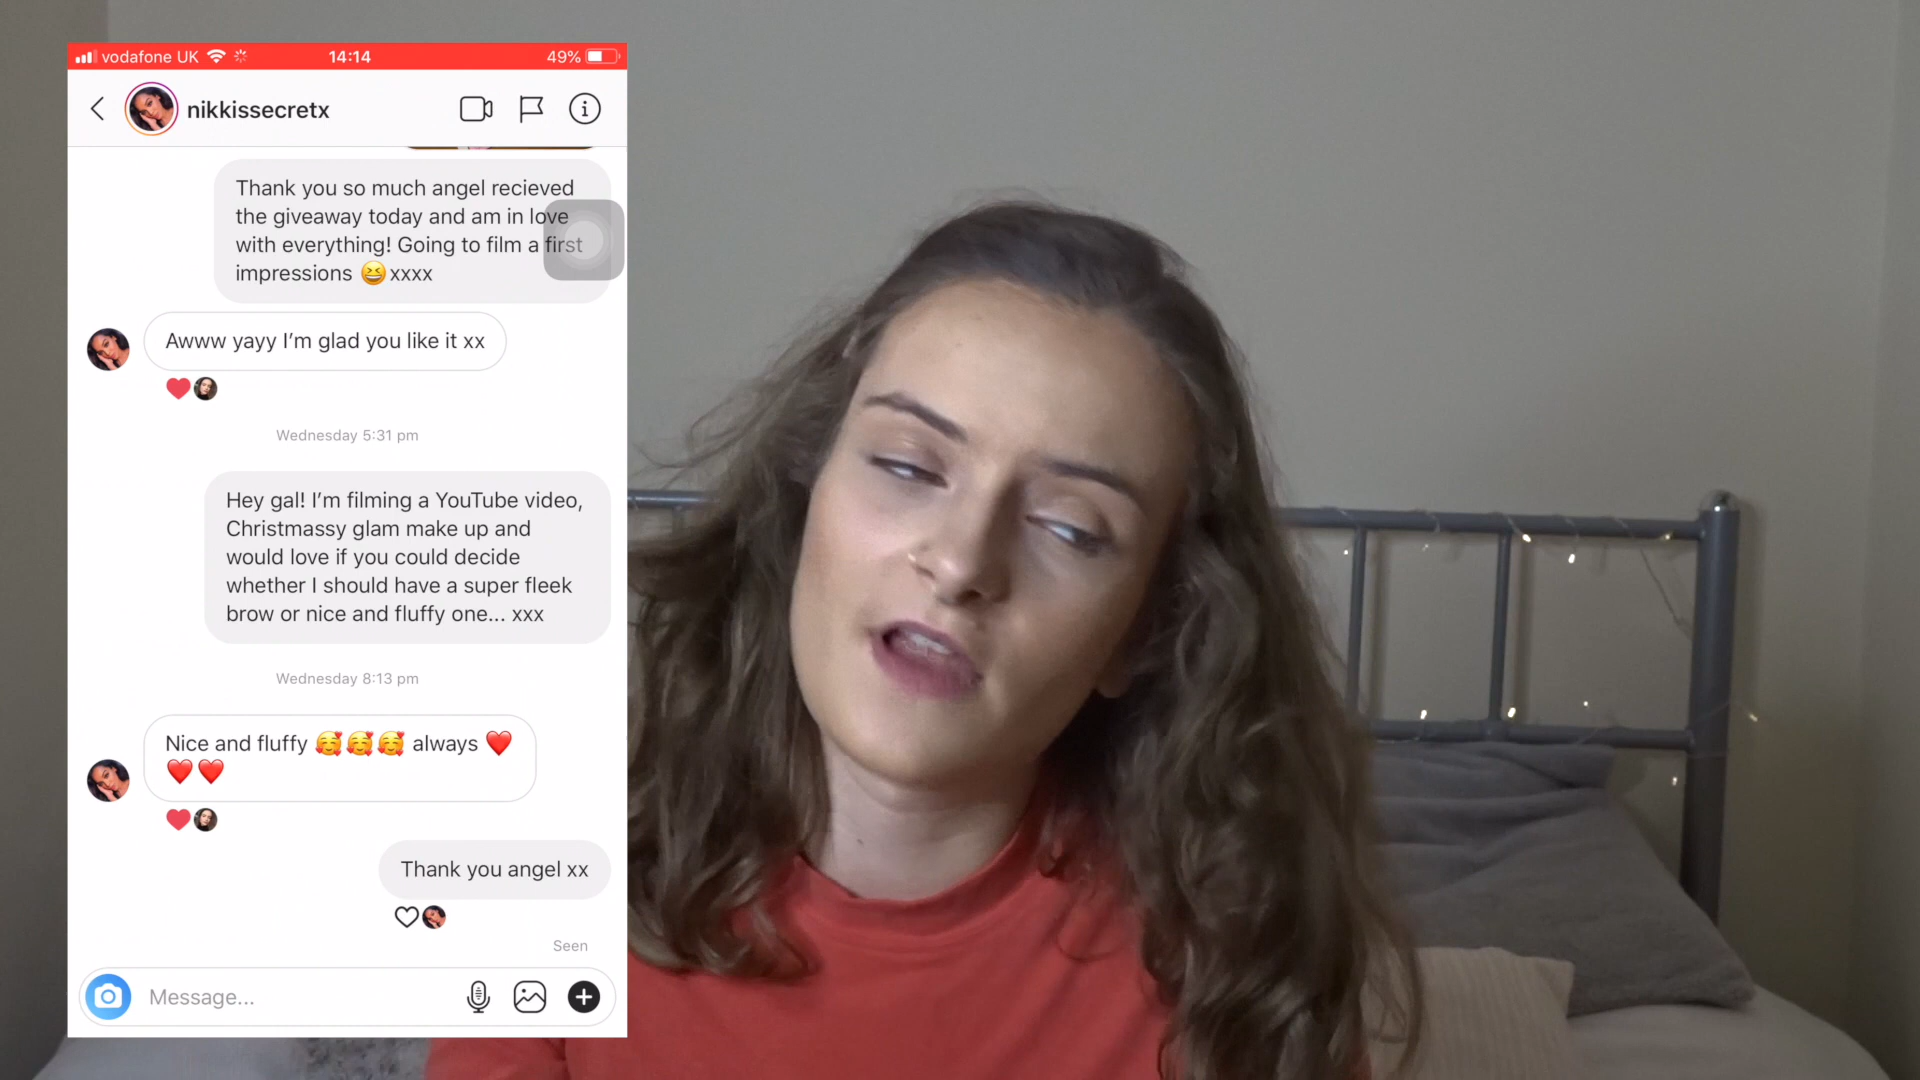 vodafone UK 14:14 49%
nikkissecretx
Thank you so much angel recieved
the giveaway today and am in love
with everything! Going to film a first
impressions 😆xxxx
Awww yayy I'm glad you like it xx
Wednesday 5:31 pm
Hey gal! I'm filming a YouTube video,
Christmassy glam make up and
would love if you could decide
whether I should have a super fleek
brow or nice and fluffy one... xxx
Wednesday 8:13 pm
Nice and fluffy 🥰🥰🥰 always ❤️
❤️❤️
Thank you angel xx
Seen
Message...